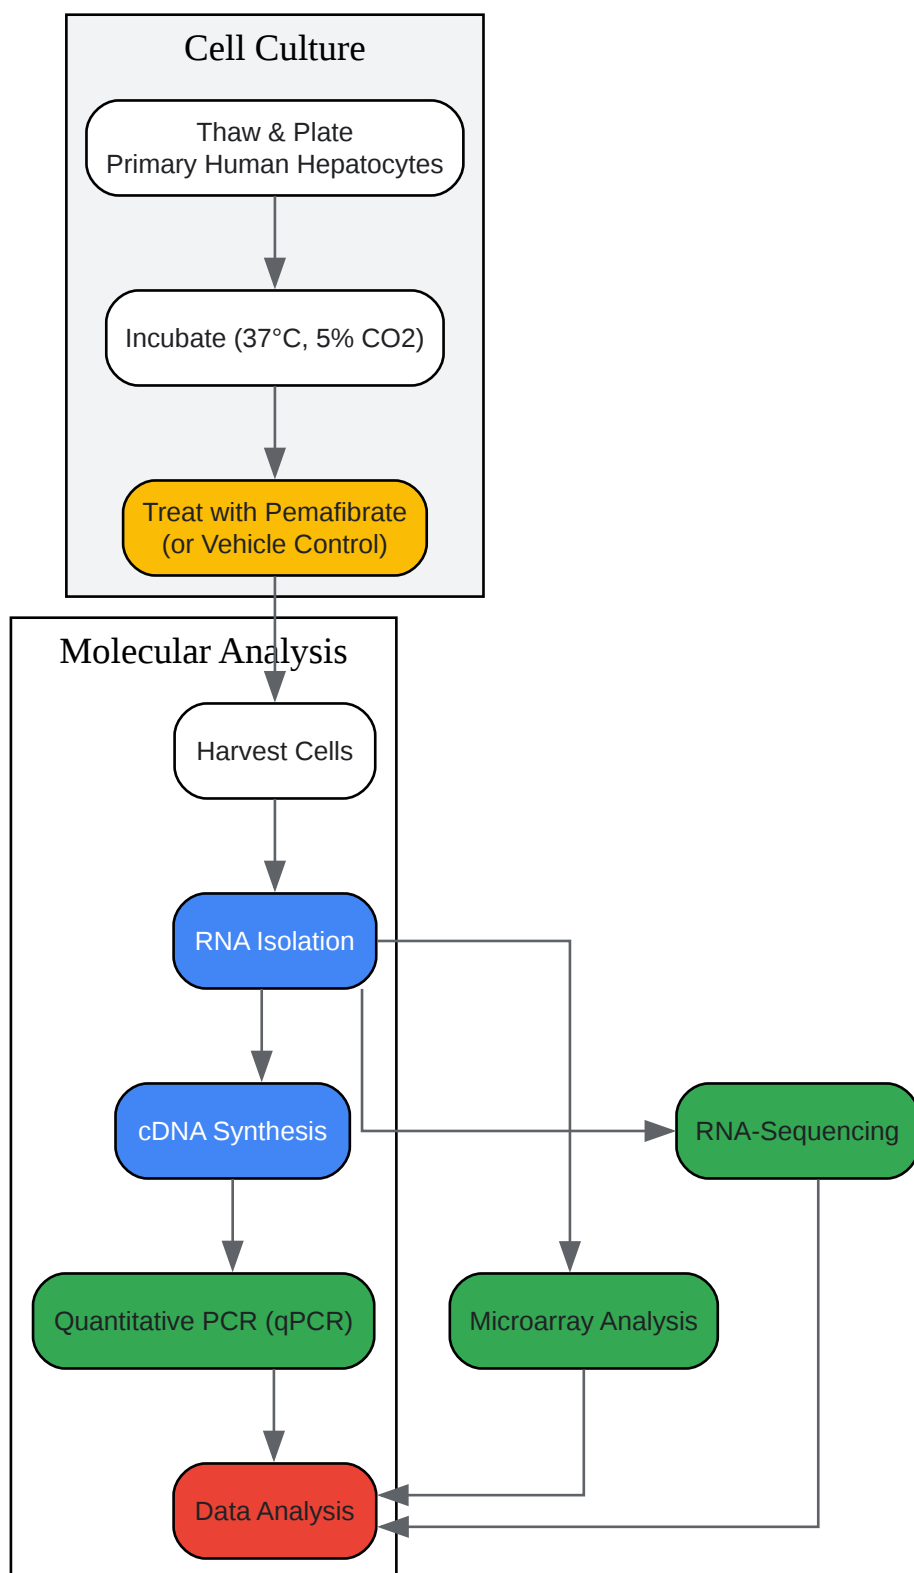 Cell Culture
Thaw & Plate
Primary Human Hepatocytes
Incubate (37°C, 5% CO2)
Treat with Pemafibrate
(or Vehicle Control)
Molecular Analysis
Harvest Cells
RNA Isolation
cDNA Synthesis
RNA-Sequencing
Quantitative PCR (qPCR)
Microarray Analysis
Data Analysis